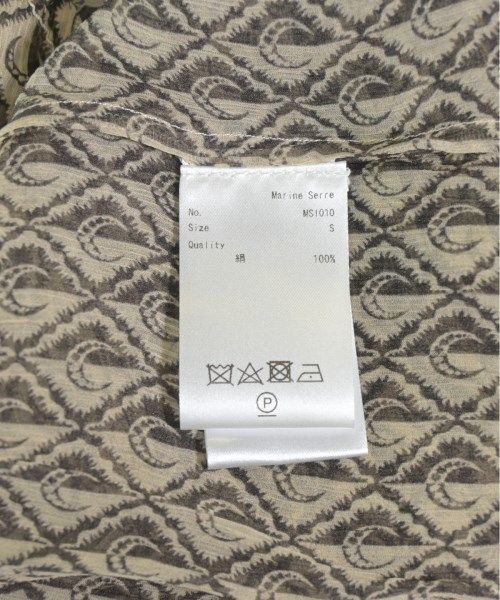 Marine Serre
No. MS1010
Size S
Quality
絹 100%
P